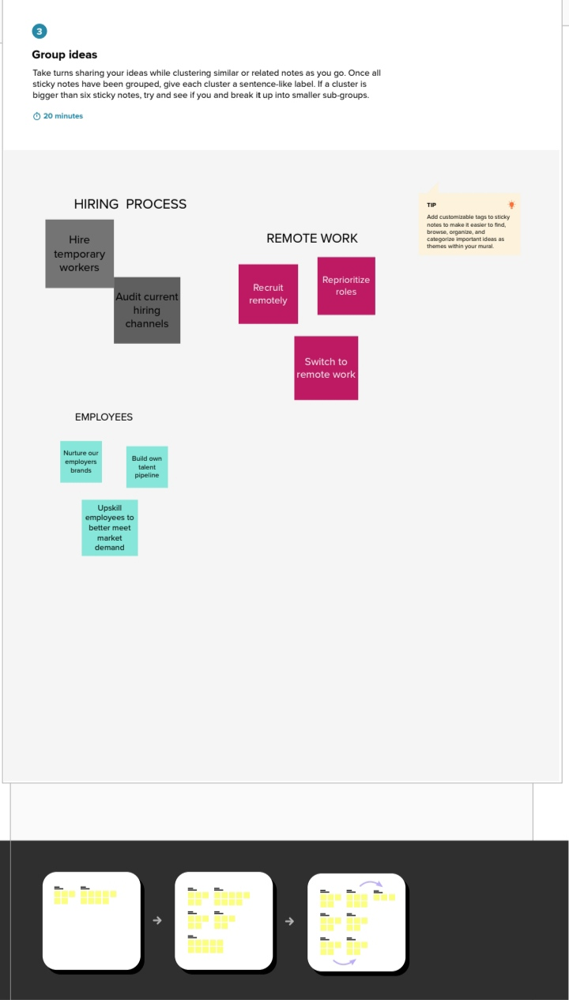 3
Group ideas
Take turns sharing your ideas while clustering similar or related notes as you go. Once all
sticky notes have been grouped, give each cluster a sentence-like label. If a cluster is
bigger than six sticky notes, try and see if you and break it up into smaller sub-groups.
20 minutes
HIRING PROCESS
Hire
temporary
workers
Audit current
hiring
channels
REMOTE WORK
Recruit
remotely
Reprioritize
roles
Switch to
remote work
TIP
Add customizable tags to sticky
notes to make it easier to find,
browse, organize, and
categorize important ideas as
themes within your mural.
EMPLOYEES
Nurture our
employers
brands
Build own
talent
pipeline
Upskill
employees to
better meet
market
demand